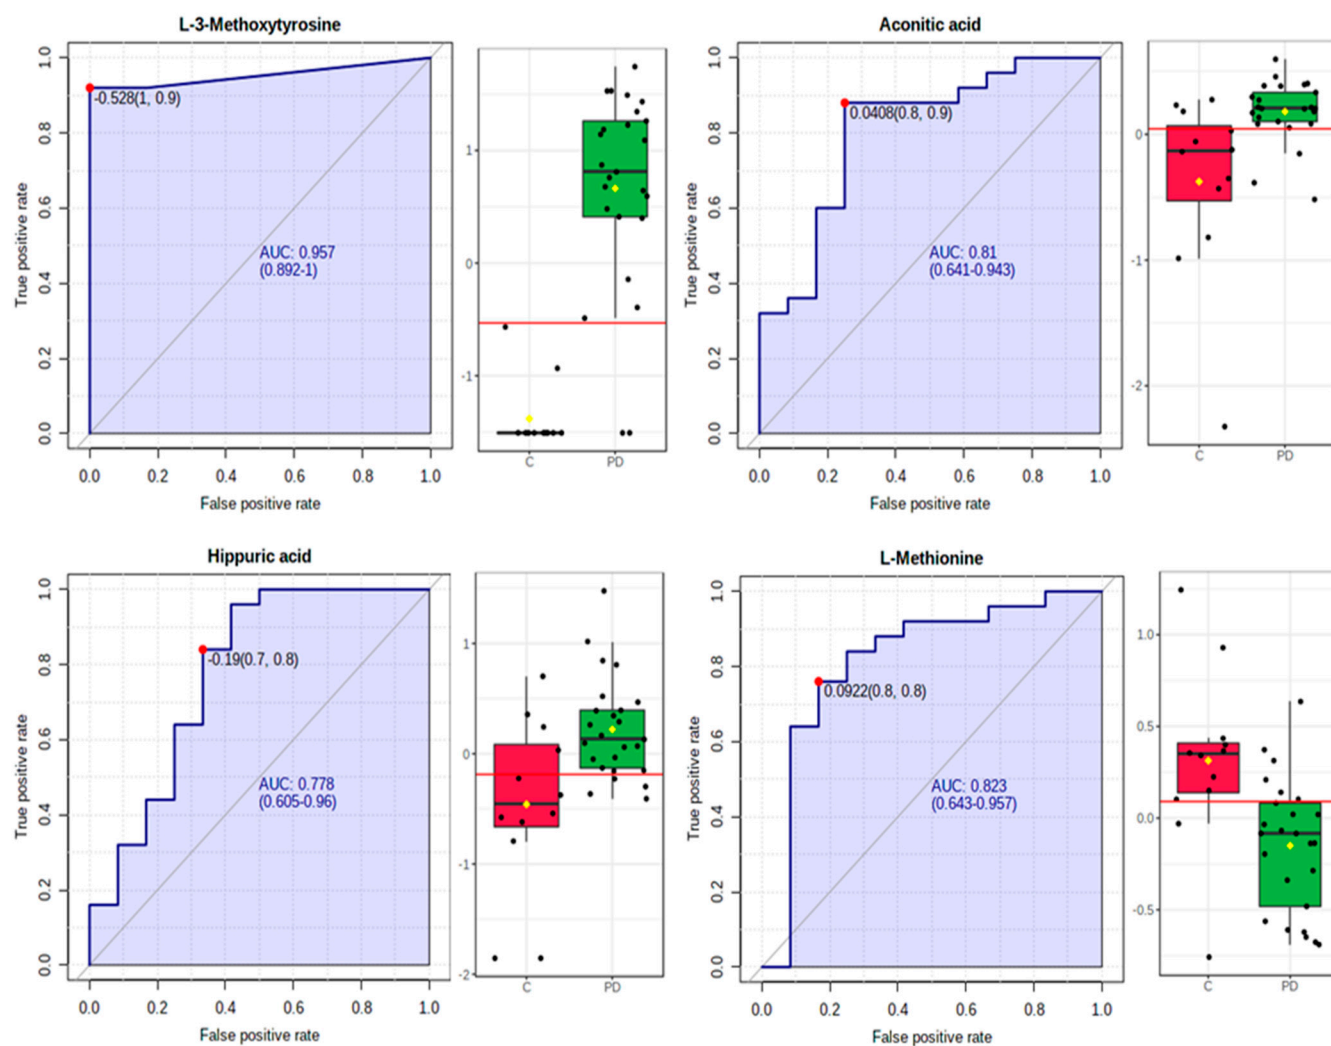 L-3-Methoxytyrosine
True positive rate
1.0
0.8
0.6
0.4
0.2
0.0
-0.528(1, 0.9)
AUC: 0.957
(0.892-1)
0.0 0.2 0.4 0.6 0.8 1.0
False positive rate
1
0
-1
C PD
Aconitic acid
True positive rate
1.0
0.8
0.6
0.4
0.2
0.0
0.0408(0.8, 0.9)
AUC: 0.81
(0.641-0.943)
0.0 0.2 0.4 0.6 0.8 1.0
False positive rate
0
-1
-2
C PD
Hippuric acid
True positive rate
1.0
0.8
0.6
0.4
0.2
0.0
-0.19(0.7, 0.8)
AUC: 0.778
(0.605-0.96)
0.0 0.2 0.4 0.6 0.8 1.0
False positive rate
1
0
-1
-2
C PD
L-Methionine
True positive rate
1.0
0.8
0.6
0.4
0.2
0.0
0.0922(0.8, 0.8)
AUC: 0.823
(0.643-0.957)
0.0 0.2 0.4 0.6 0.8 1.0
False positive rate
1.0
0.5
0.0
-0.5
C PD